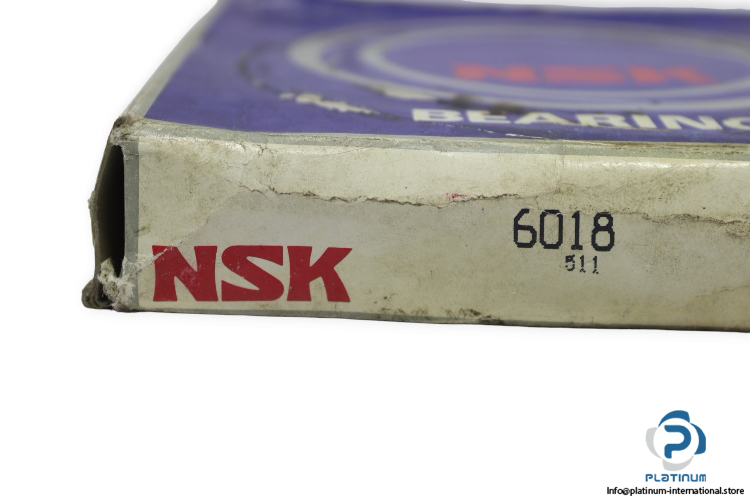 NSK
BEARING
NSK
6018
511
PLATINUM
Info@platinum-international.store